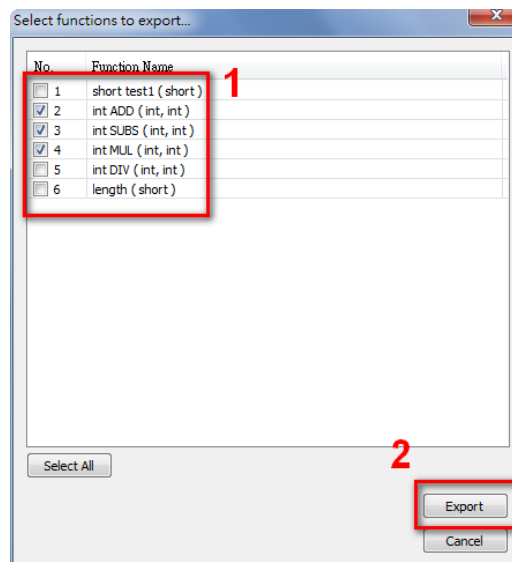 Select functions to export...
No. Function Name
1
1 short test1 ( short )
2 int ADD ( int, int )
3 int SUBS ( int, int )
4 int MUL ( int, int )
5 int DIV ( int, int )
6 length ( short )
Select All
2
Export
Cancel